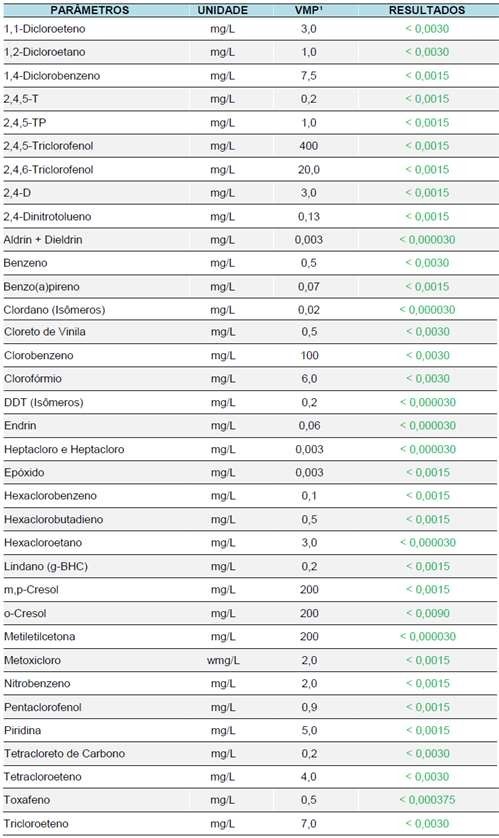 PARÂMETROS UNIDADE VMP¹ RESULTADOS
1,1-Dicloroeteno mg/L 3,0 < 0,0030
1,2-Dicloroetano mg/L 1,0 < 0,0030
1,4-Diclorobenzeno mg/L 7,5 < 0,0015
2,4,5-T mg/L 0,2 < 0,0015
2,4,5-TP mg/L 1,0 < 0,0015
2,4,5-Triclorofenol mg/L 400 < 0,0015
2,4,6-Triclorofenol mg/L 20,0 < 0,0015
2,4-D mg/L 3,0 < 0,0015
2,4-Dinitrotolueno mg/L 0,13 < 0,0015
Aldrin + Dieldrin mg/L 0,003 < 0,000030
Benzeno mg/L 0,5 < 0,0030
Benzo(a)pireno mg/L 0,07 < 0,0015
Clordano (Isômeros) mg/L 0,02 < 0,000030
Cloreto de Vinila mg/L 0,5 < 0,0030
Clorobenzeno mg/L 100 < 0,0030
Clorofórmio mg/L 6,0 < 0,0030
DDT (Isômeros) mg/L 0,2 < 0,000030
Endrin mg/L 0,06 < 0,000030
Heptacloro e Heptacloro mg/L 0,003 < 0,000030
Epóxido mg/L 0,003 < 0,0015
Hexaclorobenzeno mg/L 0,1 < 0,0015
Hexaclorobutadieno mg/L 0,5 < 0,0015
Hexacloroetano mg/L 3,0 < 0,000030
Lindano (g-BHC) mg/L 0,2 < 0,0015
m,p-Cresol mg/L 200 < 0,0015
o-Cresol mg/L 200 < 0,0090
Metiletilcetona mg/L 200 < 0,000030
Metoxicloro wmg/L 2,0 < 0,0015
Nitrobenzeno mg/L 2,0 < 0,0015
Pentaclorofenol mg/L 0,9 < 0,0015
Piridina mg/L 5,0 < 0,0015
Tetracloreto de Carbono mg/L 0,2 < 0,0030
Tetracloroeteno mg/L 4,0 < 0,0030
Toxafeno mg/L 0,5 < 0,000375
Tricloroeteno mg/L 7,0 < 0,0030